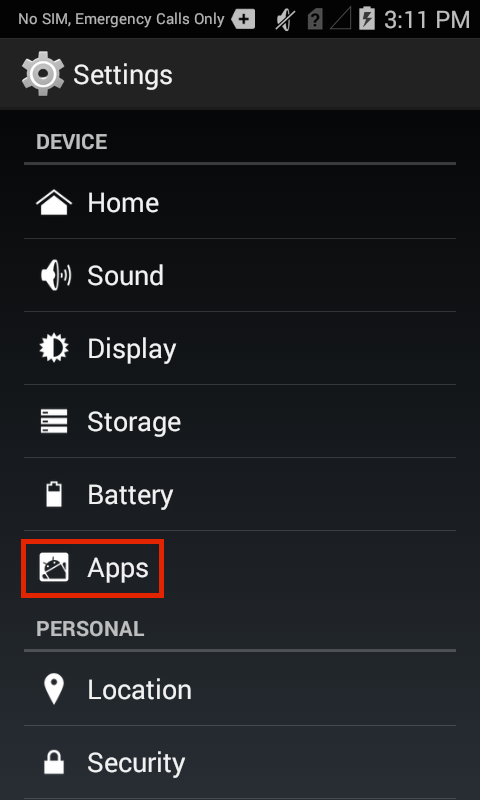 No SIM, Emergency Calls Only 3:11 PM
Settings
DEVICE
Home
Sound
Display
Storage
Battery
Apps
PERSONAL
Location
Security